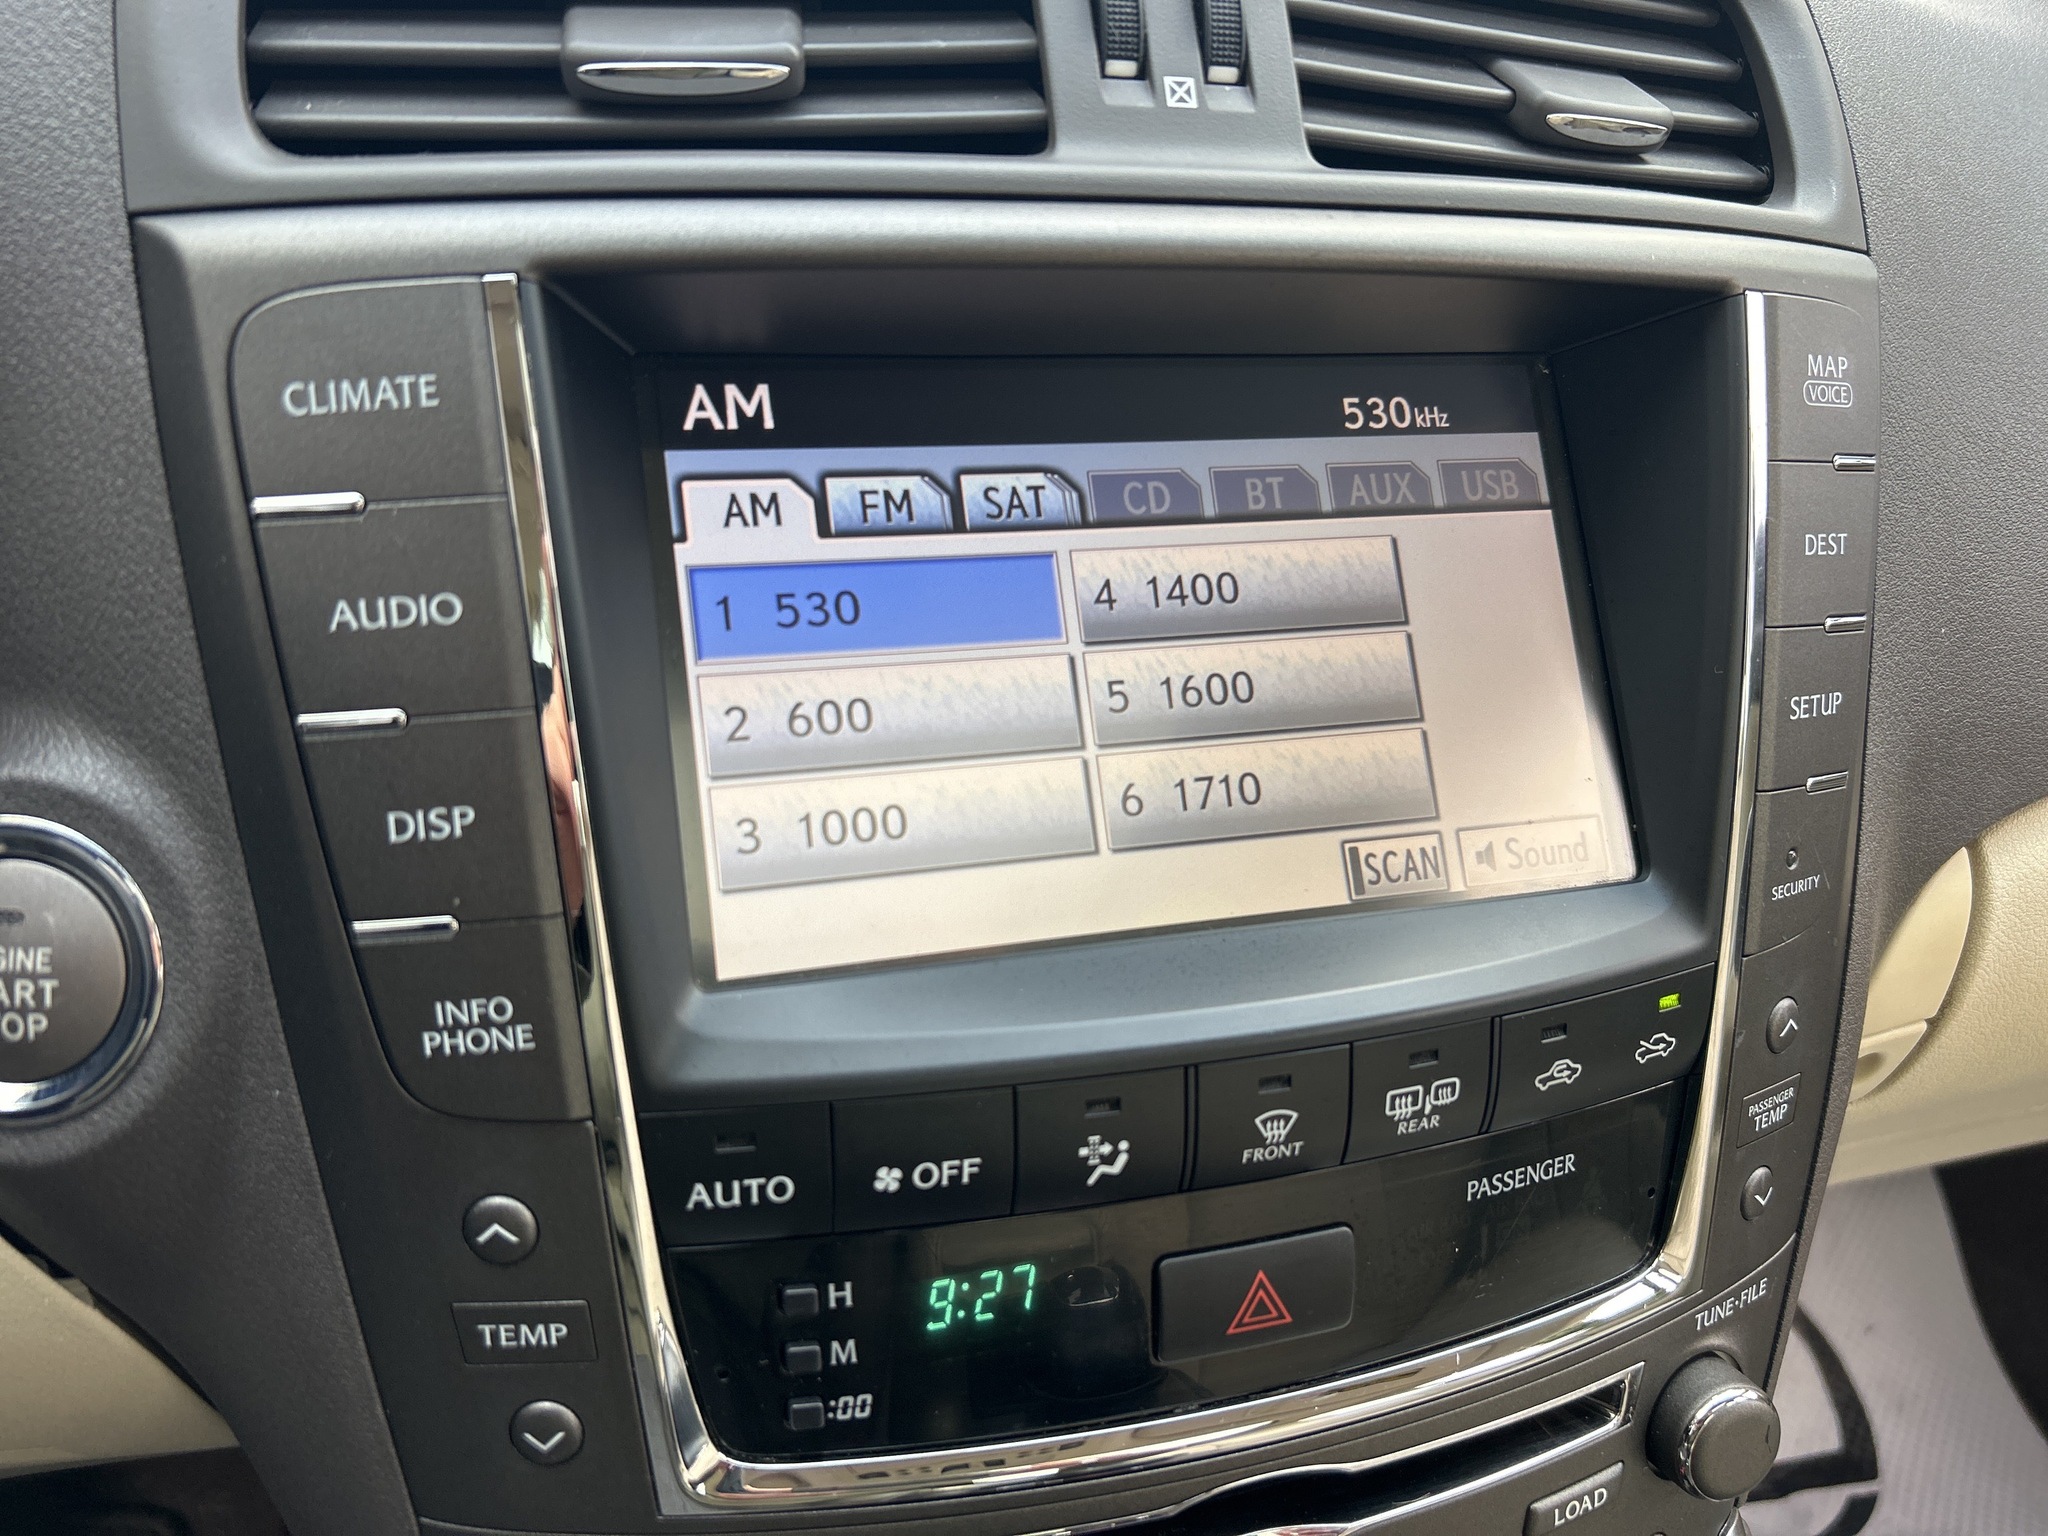 CLIMATE
AUDIO
DISP
INFO
PHONE
TEMP
AM
530kHz
AM FM SAT CD BT AUX USB
1 530
4 1400
2 600
5 1600
3 1000
6 1710
SCAN
Sound
MAP
VOICE
DEST
SETUP
SECURITY
PASSENGER
TEMP
AUTO
OFF
FRONT
REAR
PASSENGER
H
M
:00
9:27
TUNE·FILE
LOAD